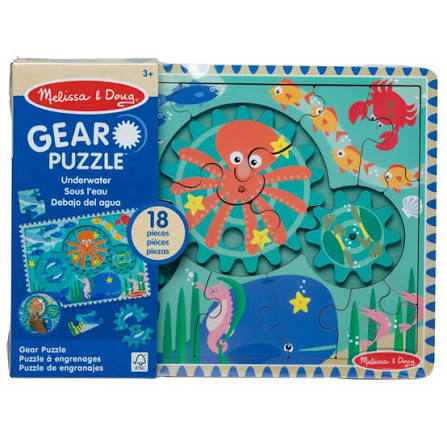 3+
Melissa & Doug
GEAR
PUZZLE
Underwater
Sous l'eau
Debajo del agua
18
pieces
pièces
piezas
Gear Puzzle
Puzzle à engrenages
Puzzle de engranajes
FSC
Melissa & Doug